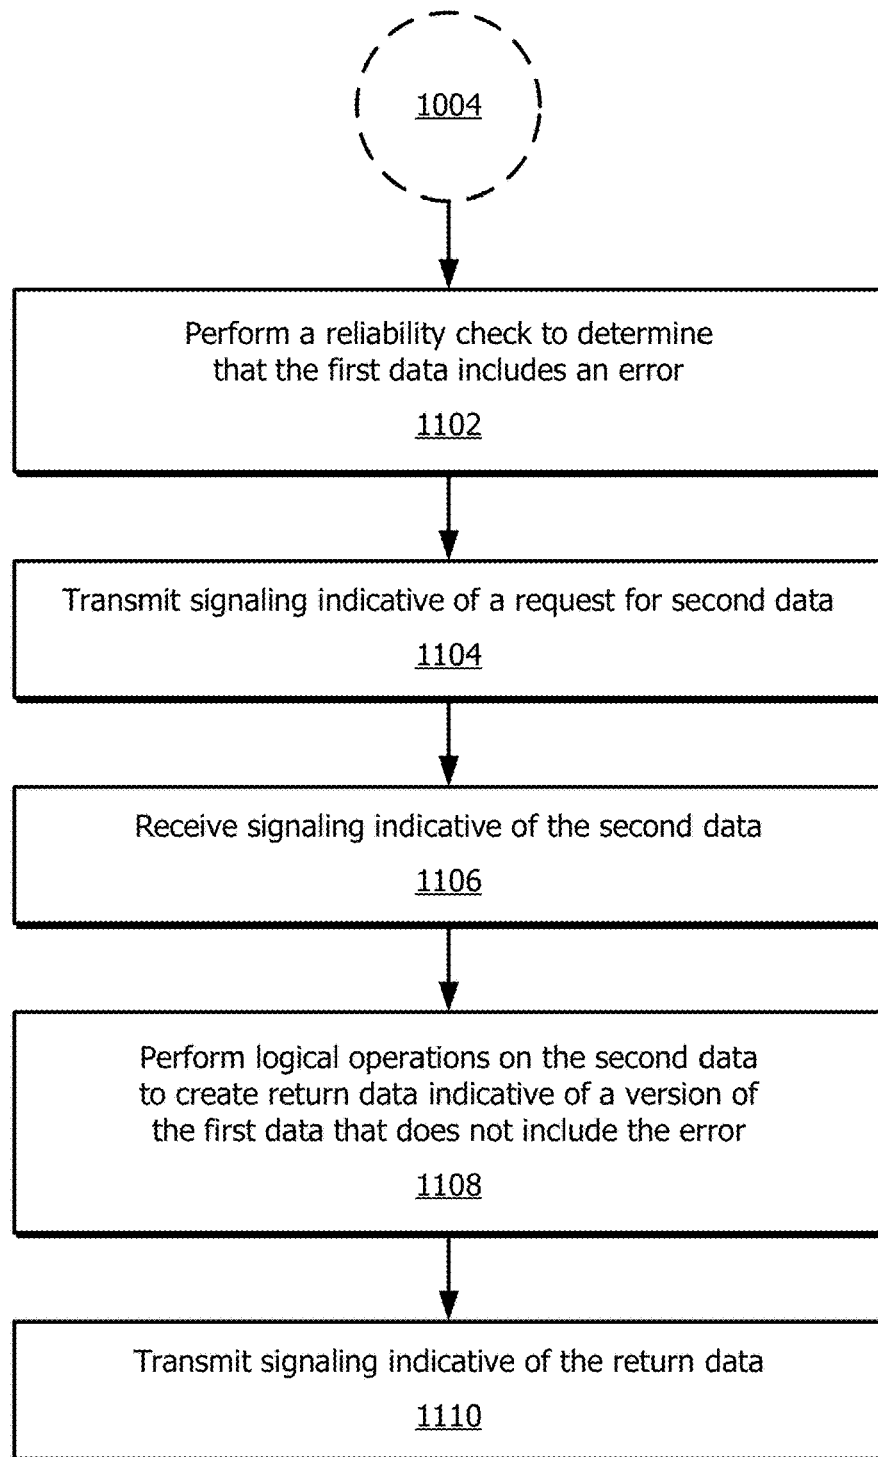 1004
Perform a reliability check to determine
that the first data includes an error
1102
Transmit signaling indicative of a request for second data
1104
Receive signaling indicative of the second data
1106
Perform logical operations on the second data
to create return data indicative of a version of
the first data that does not include the error
1108
Transmit signaling indicative of the return data
1110